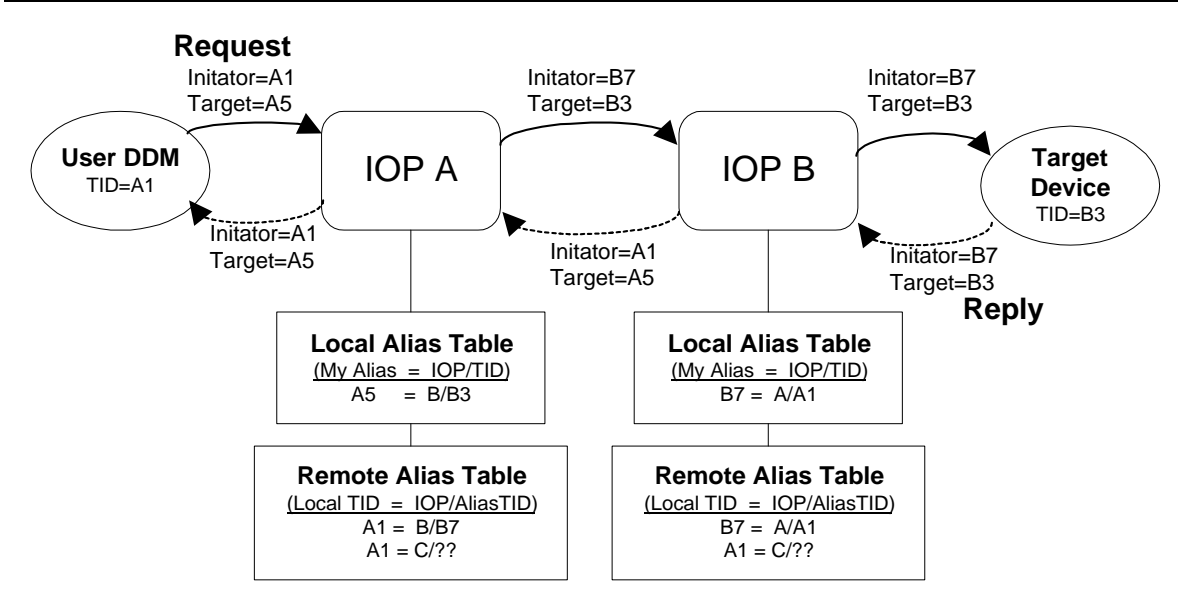 Request
Initator=A1
Target=A5
Initator=B7
Target=B3
Initator=B7
Target=B3
User DDM
TID=A1
IOP A
IOP B
Target
Device
TID=B3
Initator=A1
Target=A5
Initator=A1
Target=A5
Initator=B7
Target=B3
Reply
Local Alias Table
(My Alias = IOP/TID)
A5 = B/B3
Local Alias Table
(My Alias = IOP/TID)
B7 = A/A1
Remote Alias Table
(Local TID = IOP/AliasTID)
A1 = B/B7
A1 = C/??
Remote Alias Table
(Local TID = IOP/AliasTID)
B7 = A/A1
A1 = C/??